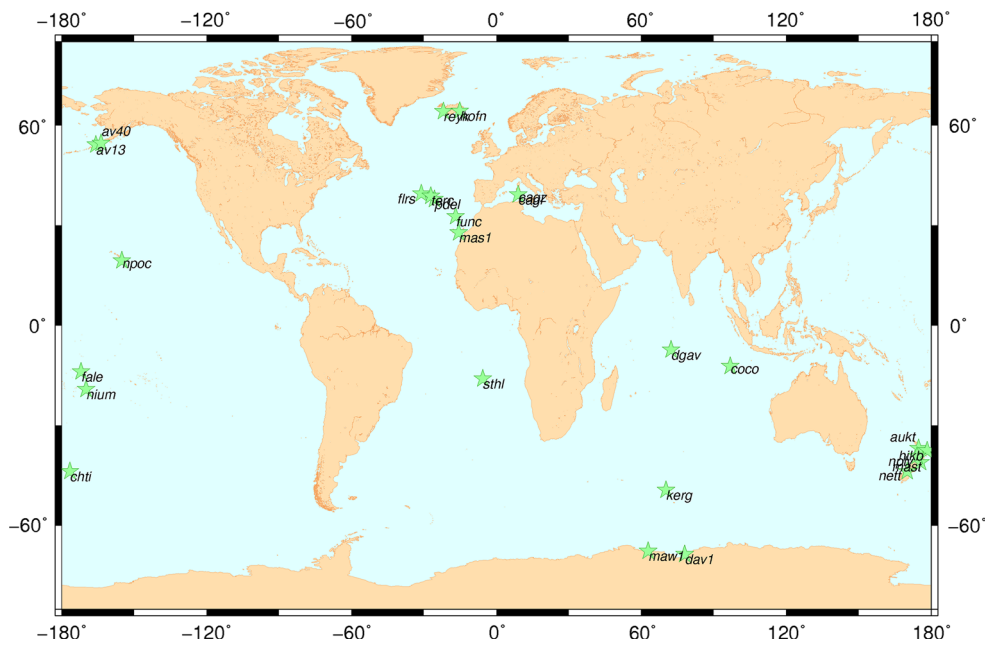 −180˚ −120˚ −60˚ 0˚ 60˚ 120˚ 180˚
60˚ 60˚
reyk hofn
av40
av13
flrs terc pdel
cagz
cagl
func
mas1
npoc
0˚ 0˚
dgav
coco
fale
nium
sthl
aukt
hikb
mast
nett
chti
kerg
−60˚ −60˚
maw1 dav1
−180˚ −120˚ −60˚ 0˚ 60˚ 120˚ 180˚